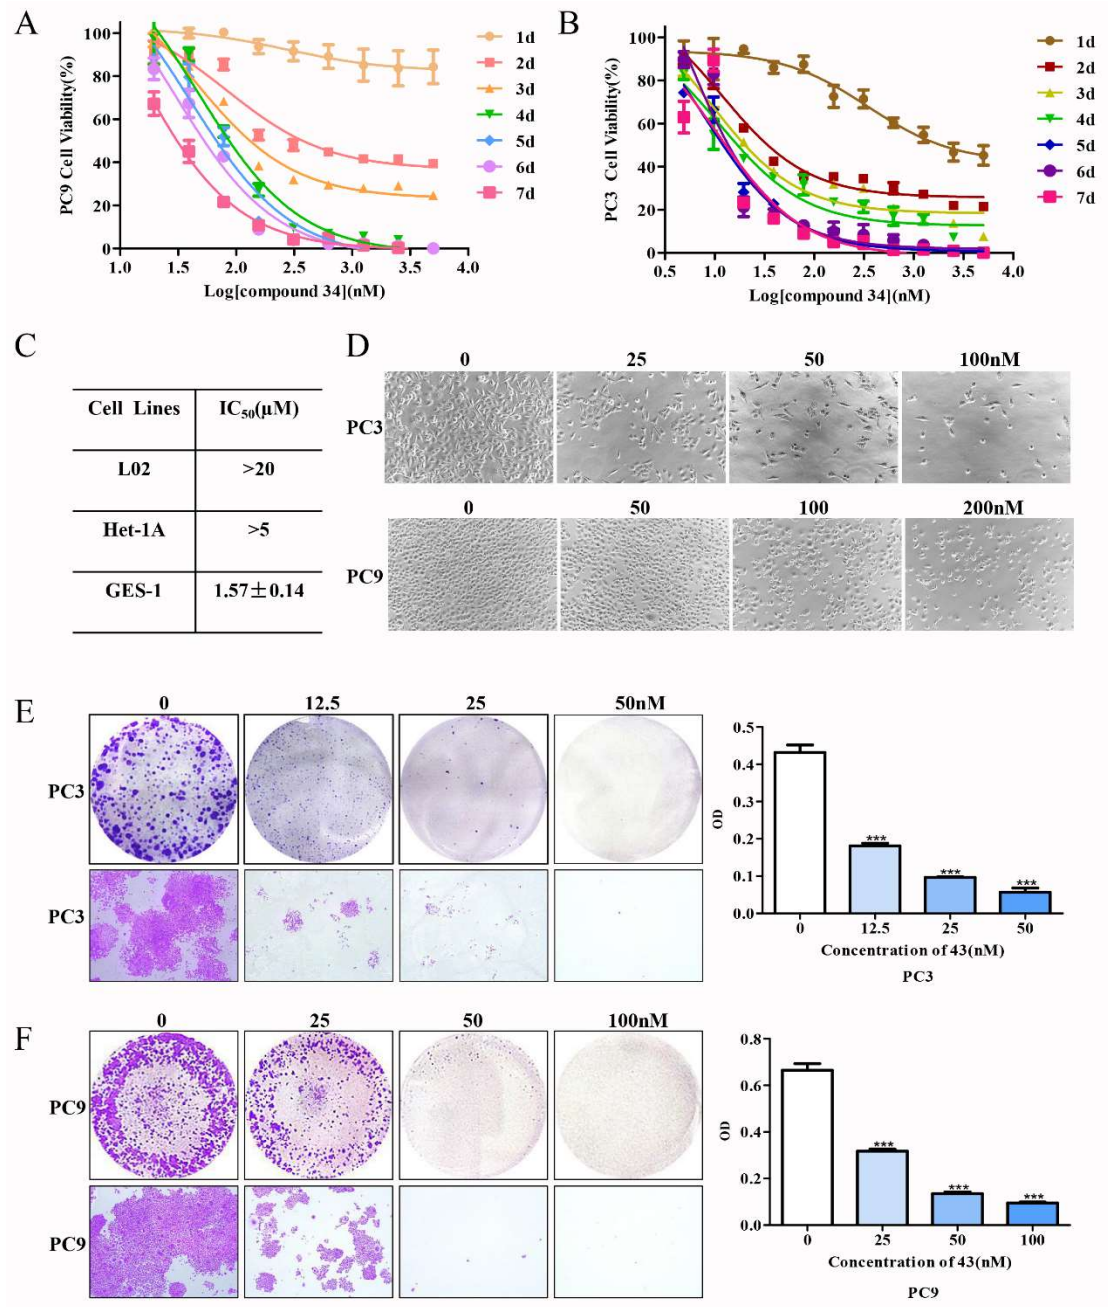 A
PC9 Cell Viability(%)
100
80
60
40
20
0
1.0 1.5 2.0 2.5 3.0 3.5 4.0
Log[compound 34](nM)
1d
2d
3d
4d
5d
6d
7d
B
PC3 Cell Viability(%)
100
80
60
40
20
0
0.5 1.0 1.5 2.0 2.5 3.0 3.5 4.0
Log[compound 34](nM)
1d
2d
3d
4d
5d
6d
7d
C
Cell Lines IC50(μM)
L02 >20
Het-1A >5
GES-1 1.57±0.14
D
0 25 50 100nM
PC3
0 50 100 200nM
PC9
E
0 12.5 25 50nM
PC3
PC3
OD
0.5
0.4
0.3
0.2
0.1
0.0
*** *** ***
0 12.5 25 50
Concentration of 43(nM)
PC3
F
0 25 50 100nM
PC9
PC9
OD
0.8
0.6
0.4
0.2
0.0
*** *** ***
0 25 50 100
Concentration of 43(nM)
PC9